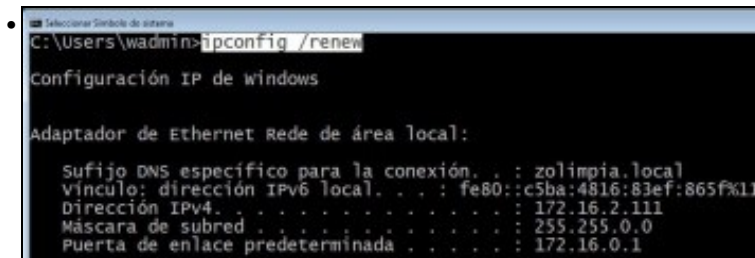 Seleccionar Símbolo de sistema
C:\Users\wadmin>ipconfig /renew
Configuración IP de Windows
Adaptador de Ethernet Rede de área local:
Sufijo DNS específico para la conexión. . : zolimpia.local
Vínculo: dirección IPv6 local. . . : fe80::c5ba:4816:83ef:865f%11
Dirección IPv4. . . . . . . . . . . . . . : 172.16.2.111
Máscara de subred . . . . . . . . . . . . : 255.255.0.0
Puerta de enlace predeterminada . . . . . : 172.16.0.1